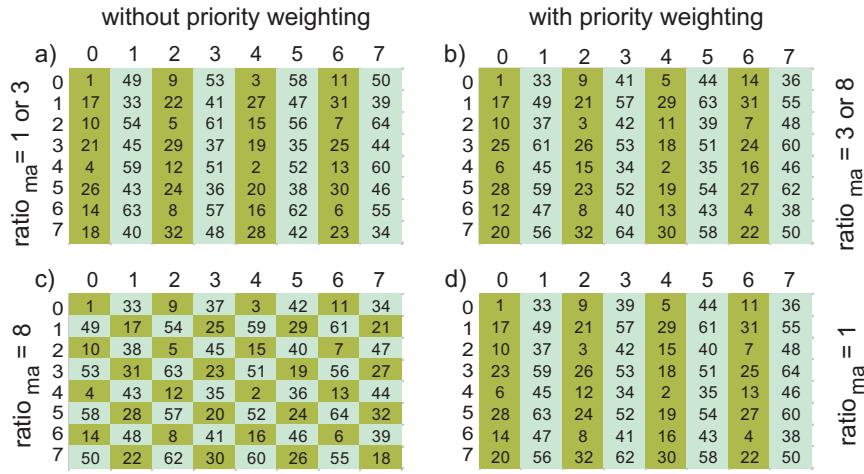 without priority weighting
with priority weighting
a)
0 1 2 3 4 5 6 7
0 1 49 9 53 3 58 11 50
1 17 33 22 41 27 47 31 39
2 10 54 5 61 15 56 7 64
3 21 45 29 37 19 35 25 44
4 4 59 12 51 2 52 13 60
5 26 43 24 36 20 38 30 46
6 14 63 8 57 16 62 6 55
7 18 40 32 48 28 42 23 34
ratio ma = 1 or 3
b)
0 1 2 3 4 5 6 7
0 1 33 9 41 5 44 14 36
1 17 49 21 57 29 63 31 55
2 10 37 3 42 11 39 7 48
3 25 61 26 53 18 51 24 60
4 6 45 15 34 2 35 16 46
5 28 59 23 52 19 54 27 62
6 12 47 8 40 13 43 4 38
7 20 56 32 64 30 58 22 50
ratio ma = 3 or 8
c)
0 1 2 3 4 5 6 7
0 1 33 9 37 3 42 11 34
1 49 17 54 25 59 29 61 21
2 10 38 5 45 15 40 7 47
3 53 31 63 23 51 19 56 27
4 4 43 12 35 2 36 13 44
5 58 28 57 20 52 24 64 32
6 14 48 8 41 16 46 6 39
7 50 22 62 30 60 26 55 18
ratio ma = 8
d)
0 1 2 3 4 5 6 7
0 1 33 9 39 5 44 11 36
1 17 49 21 57 29 61 31 55
2 10 37 3 42 15 40 7 48
3 23 59 26 53 18 51 25 64
4 6 45 12 34 2 35 13 46
5 28 63 24 52 19 54 27 60
6 14 47 8 41 16 43 4 38
7 20 56 32 62 30 58 22 50
ratio ma = 1